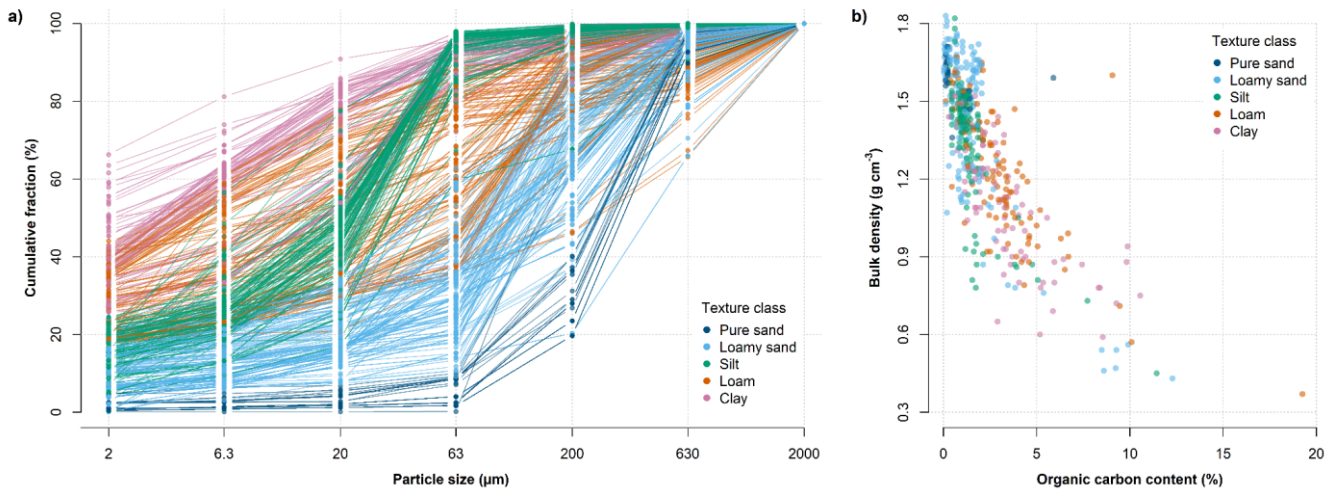 a)
Cumulative fraction (%)
100
80
60
40
20
0
Texture class
Pure sand
Loamy sand
Silt
Loam
Clay
2 6.3 20 63 200 630 2000
Particle size (µm)
b)
Bulk density (g cm⁻³)
1.8
1.5
1.2
0.9
0.6
0.3
Texture class
Pure sand
Loamy sand
Silt
Loam
Clay
0 5 10 15 20
Organic carbon content (%)